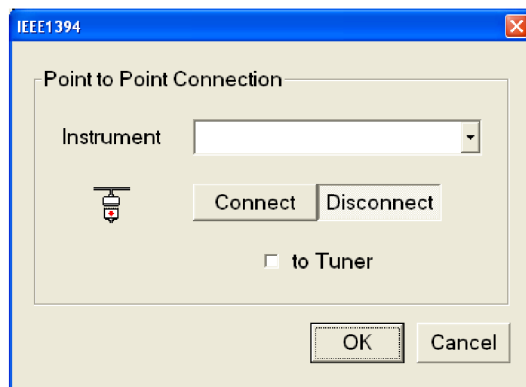 IEEE1394
Point to Point Connection
Instrument
Connect Disconnect
to Tuner
OK Cancel